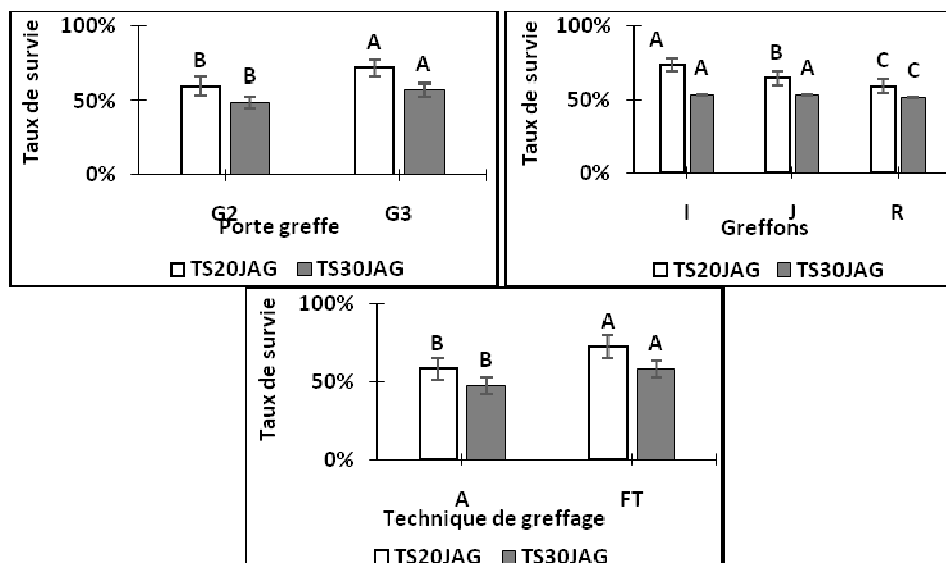 100%
Taux de survie
50%
0%
B
B
A
A
G2
G3
Porte greffe
TS20JAG
TS30JAG
100%
Taux de survie
50%
0%
A
A
B
A
C
C
I
J
R
Greffons
TS20JAG
TS30JAG
100%
Taux de survie
50%
0%
B
B
A
A
A
FT
Technique de greffage
TS20JAG
TS30JAG